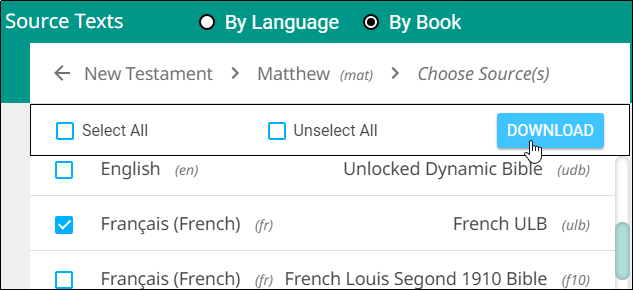 Source Texts By Language By Book
New Testament Matthew (mat) Choose Source(s)
Select All Unselect All DOWNLOAD
English (en) Unlocked Dynamic Bible (udb)
Français (French) (fr) French ULB (ulb)
Français (French) (fr) French Louis Segond 1910 Bible (f10)